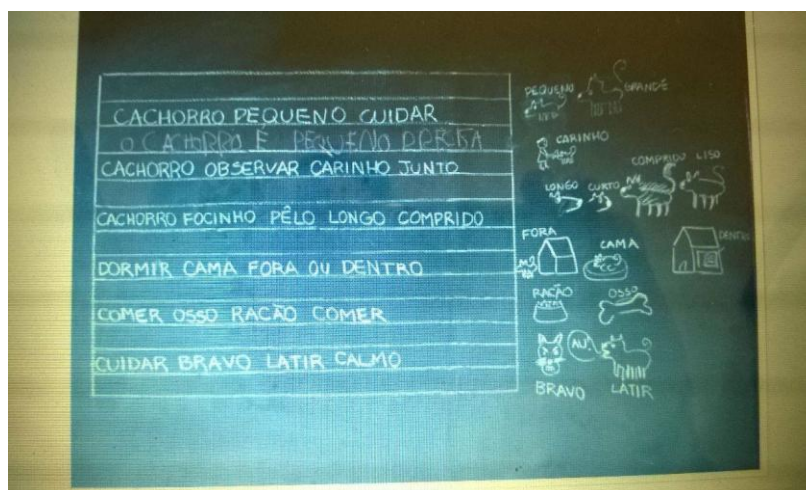 CACHORRO PEQUENO CUIDAR
O CACHORRO É PEQUENO
CACHORRO OBSERVAR CARINHO JUNTO
CACHORRO FOCINHO PÊLO LONGO COMPRIDO
DORMIR CAMA FORA OU DENTRO
COMER OSSO RACÃO COMER
CUIDAR BRAVO LATIR CALMO
PEQUENO GRANDE
CARINHO
COMPRIDO LISO
LONGO CURTO
FORA CAMA DENTRO
RAÇÃO OSSO
AU
BRAVO LATIR